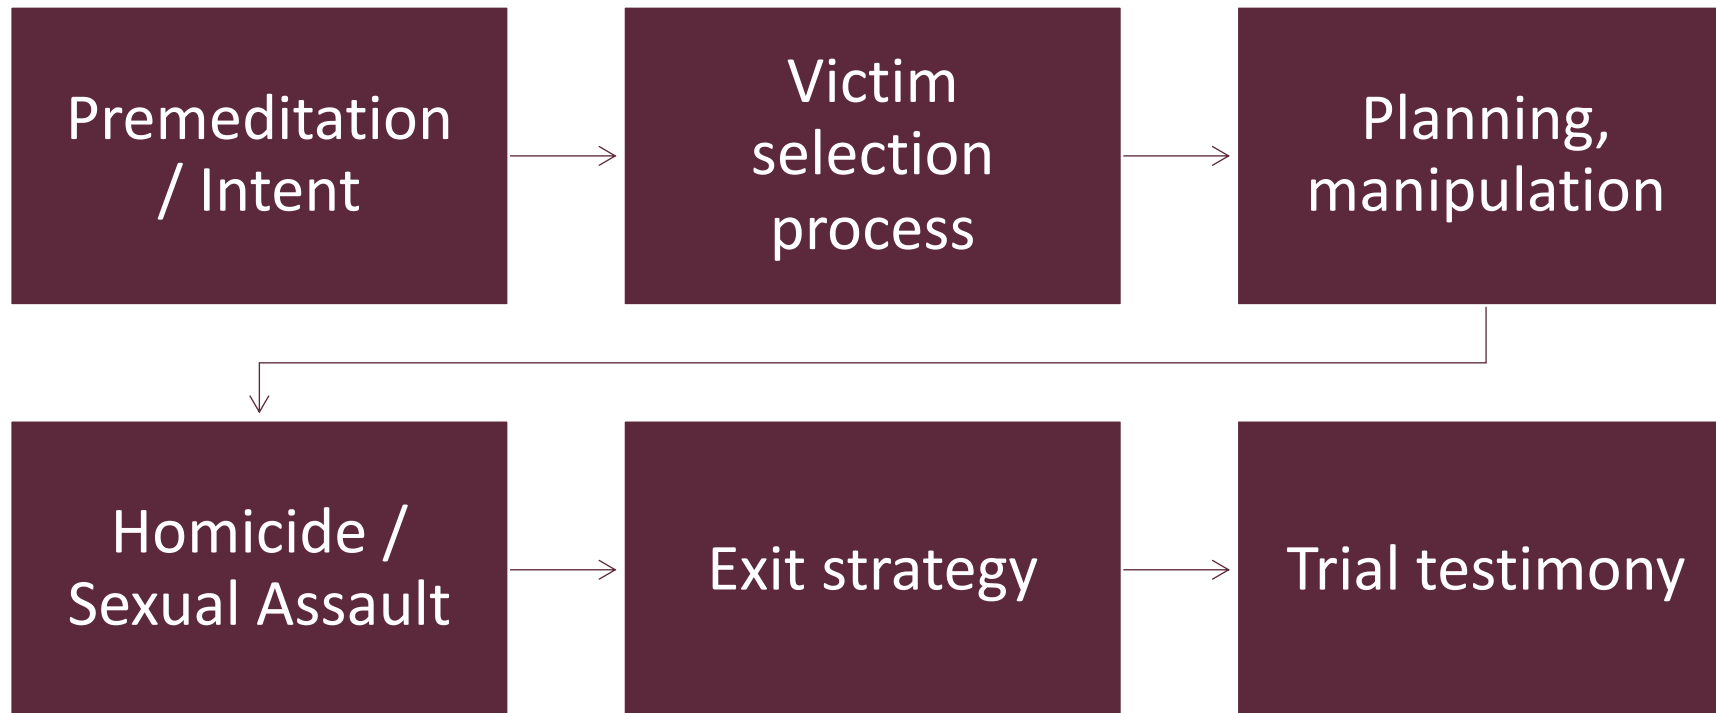 Premeditation
/ Intent
Victim
selection
process
Planning,
manipulation
Homicide /
Sexual Assault
Exit strategy
Trial testimony